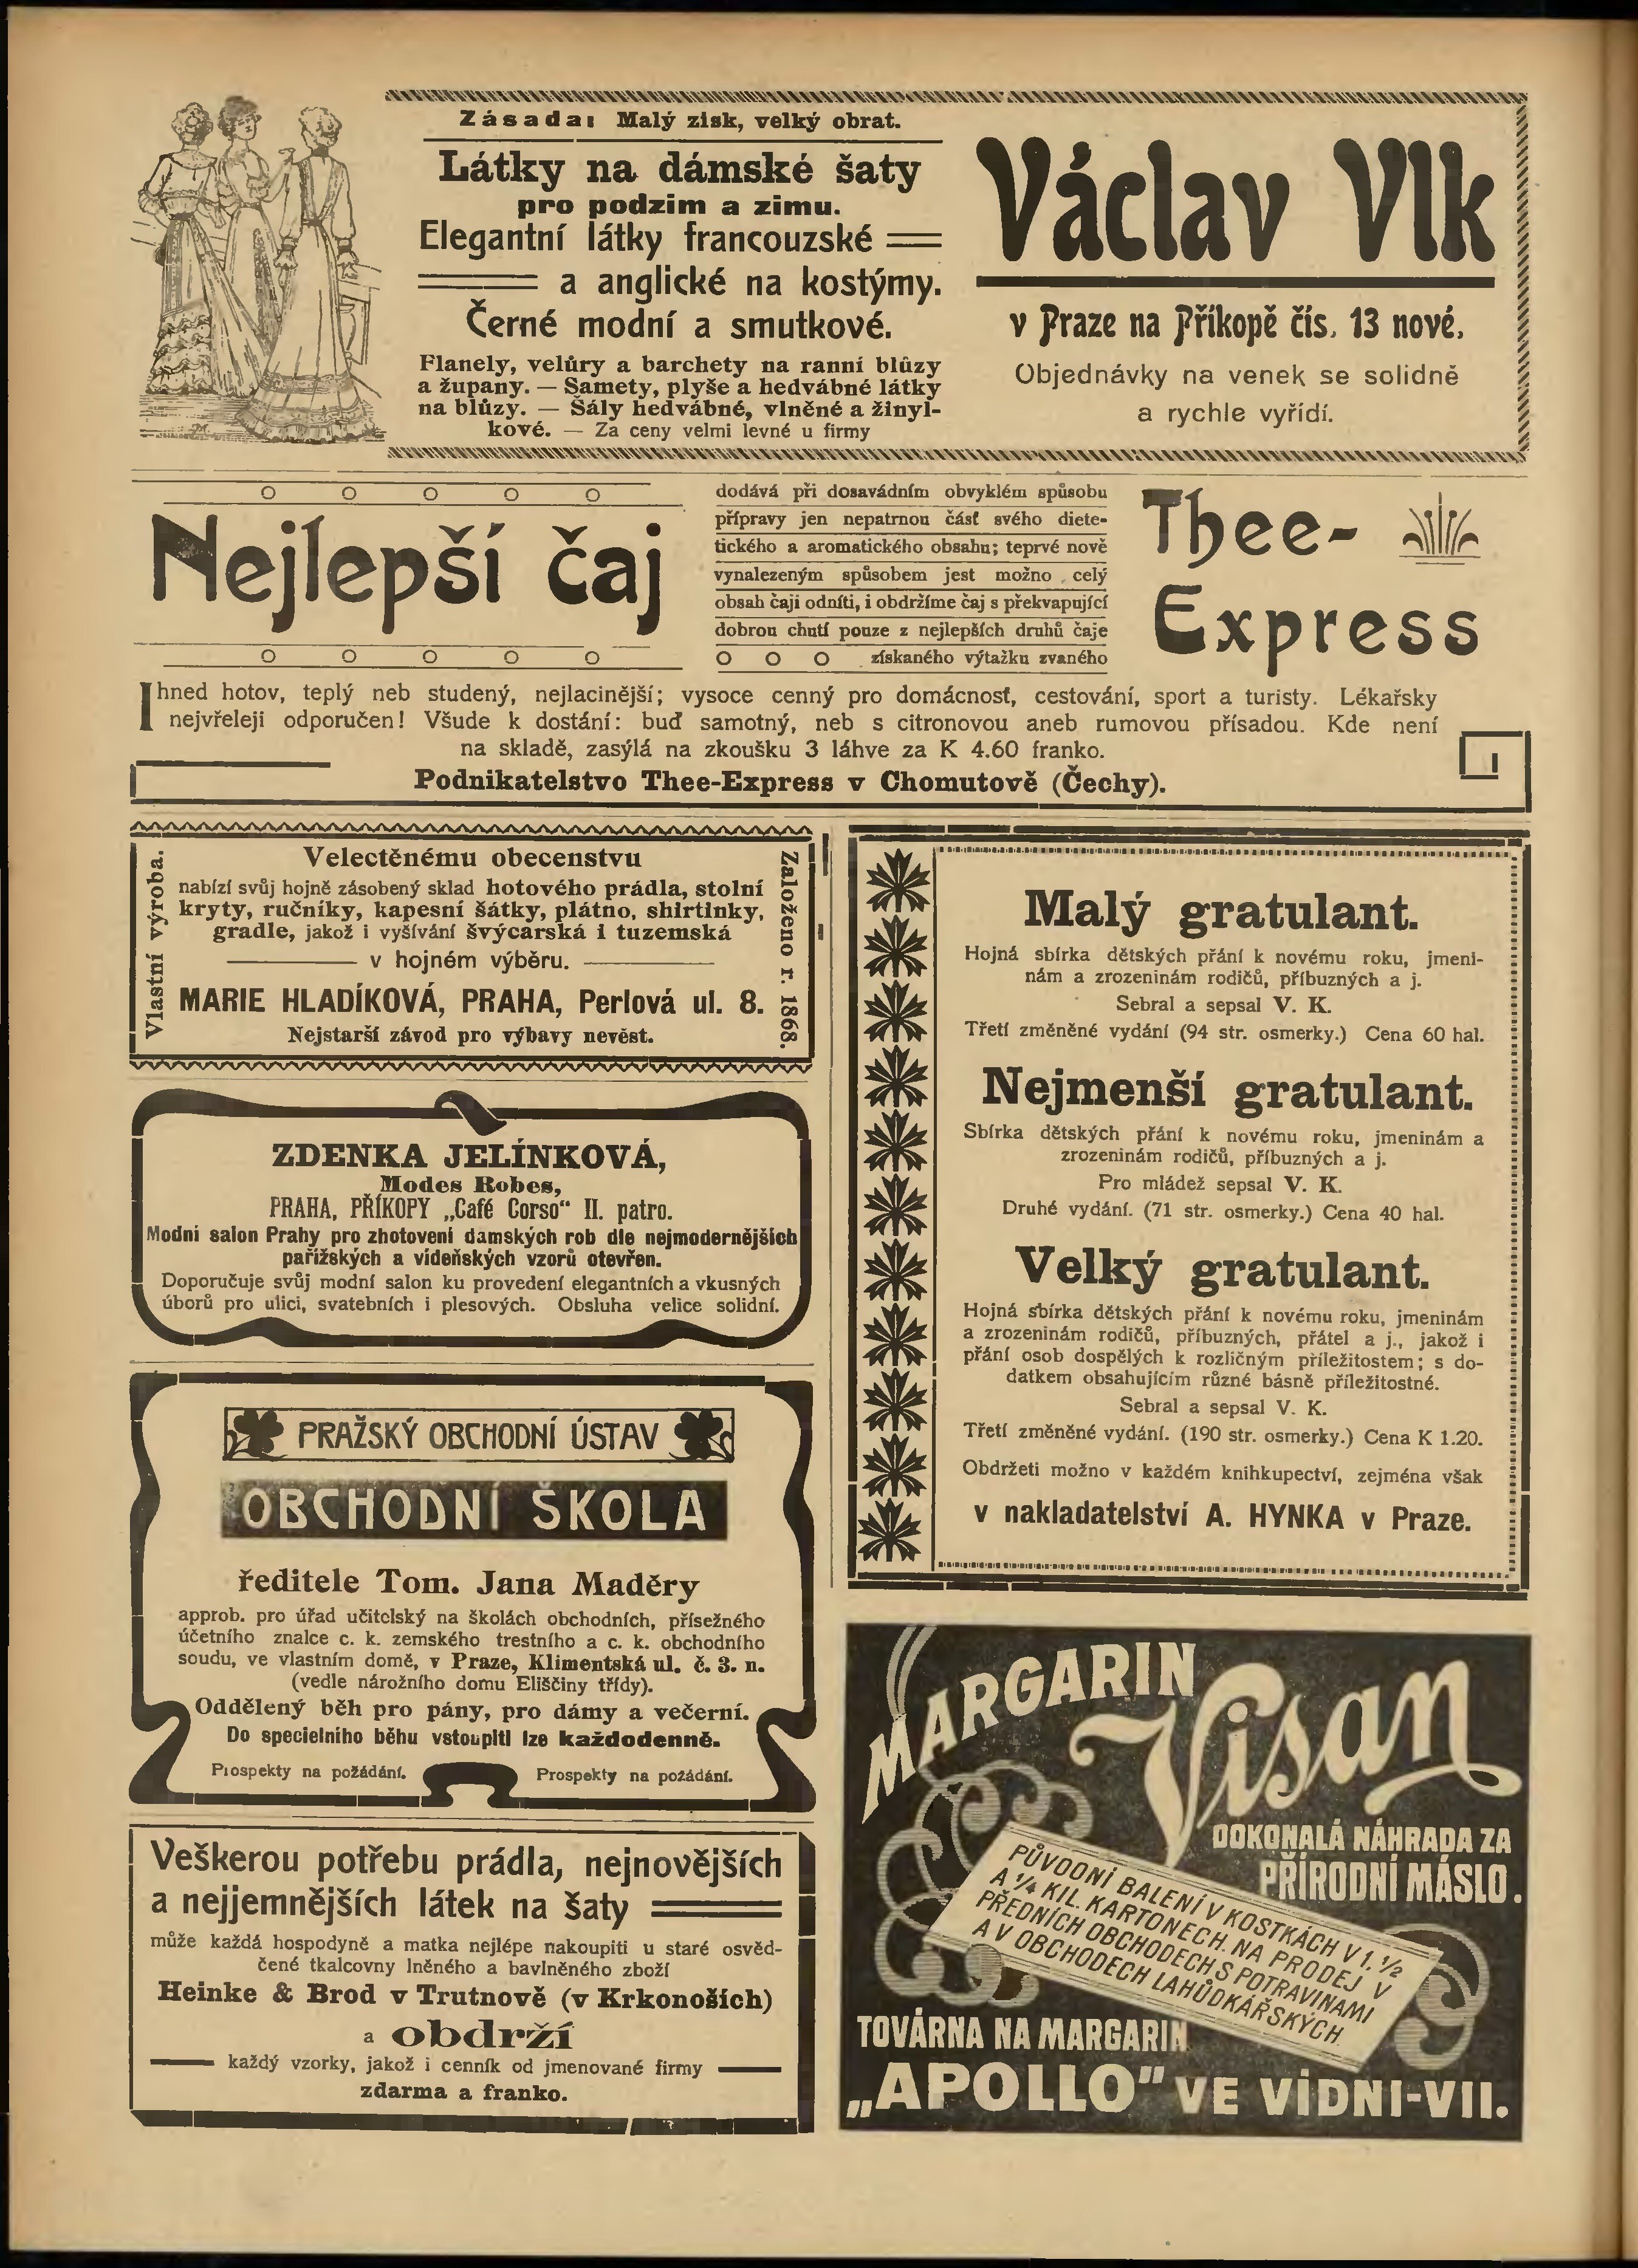 Zásada: Malý zisk, velký obrat.
Látky na dámské šaty
pro podzim a zimu.
Elegantní látky francouzské
a anglické na kostýmy.
Černé modní a smutkové.
Flanely, velůry a barchety na ranní blůzy
a župany. — Samety, plyše a hedvábné látky
na blůzy. — Šály hedvábné, vlněné a žinyl-
kové. — Za ceny velmi levné u firmy
Václav Vlk
v Praze na Příkopě čís. 13 nové.
Objednávky na venek se solidně
a rychle vyřídí.
Nejlepší čaj
dodává při dosavádním obvyklém spůsobu
přípravy jen nepatrnou část svého diete-
tického a aromatického obsahu; teprvé nově
vynalezeným spůsobem jest možno celý
obsah čaji odníti, i obdržíme čaj s překvapující
dobrou chutí pouze z nejlepších druhů čaje
získaného výtažku zvaného
Thee-
Express
Ihned hotov, teplý neb studený, nejlacinější; vysoce cenný pro domácnost, cestování, sport a turisty. Lékařsky
nejvřeleji odporučen! Všude k dostání: buď samotný, neb s citronovou aneb rumovou přísadou. Kde není
na skladě, zasýlá na zkoušku 3 láhve za K 4.60 franko.
Podnikatelstvo Thee-Express v Chomutově (Čechy).
Vlastní výroba.
Velectěnému obecenstvu
nabízí svůj hojně zásobený sklad hotového prádla, stolní
kryty, ručníky, kapesní šátky, plátno, shirtinky,
gradle, jakož i vyšívání švýcarská i tuzemská
v hojném výběru.
MARIE HLADÍKOVÁ, PRAHA, Perlová ul. 8.
Nejstarší závod pro výbavy nevěst.
Založeno r. 1868.
ZDENKA JELÍNKOVÁ,
Modes Robes,
PRAHA, PŘÍKOPY „Café Corso“ II. patro.
Modní salon Prahy pro zhotovení dámských rob dle nejmodernějších
pařížských a vídeňských vzorů otevřen.
Doporučuje svůj modní salon ku provedení elegantních a vkusných
úborů pro ulici, svatebních i plesových. Obsluha velice solidní.
PRAŽSKÝ OBCHODNÍ ÚSTAV
OBCHODNÍ ŠKOLA
ředitele Tom. Jana Maděry
approb. pro úřad učitelský na školách obchodních, přísežného
účetního znalce c. k. zemského trestního a c. k. obchodního
soudu, ve vlastním domě, v Praze, Klimentská ul. č. 3. n.
(vedle nárožního domu Eliščiny třídy).
Oddělený běh pro pány, pro dámy a večerní.
Do specielního běhu vstoupiti lze každodenně.
Prospekty na požádání. Prospekty na požádání.
Veškerou potřebu prádla, nejnovějších
a nejjemnějších látek na šaty
může každá hospodyně a matka nejlépe nakoupiti u staré osvěd-
čené tkalcovny lněného a bavlněného zboží
Heinke & Brod v Trutnově (v Krkonoších)
a obdrží
každý vzorky, jakož i cenník od jmenované firmy
zdarma a franko.
Malý gratulant.
Hojná sbírka dětských přání k novému roku, jmeni-
nám a zrozeninám rodičů, příbuzných a j.
Sebral a sepsal V. K.
Třetí změněné vydání (94 str. osmerky.) Cena 60 hal.
Nejmenší gratulant.
Sbírka dětských přání k novému roku, jmeninám a
zrozeninám rodičů, příbuzných a j.
Pro mládež sepsal V. K.
Druhé vydání. (71 str. osmerky.) Cena 40 hal.
Velký gratulant.
Hojná sbírka dětských přání k novému roku, jmeninám
a zrozeninám rodičů, příbuzných, přátel a j., jakož i
přání osob dospělých k rozličným příležitostem; s do-
datkem obsahujícím různé básně příležitostné.
Sebral a sepsal V. K.
Třetí změněné vydání. (190 str. osmerky.) Cena K 1.20.
Obdržeti možno v každém knihkupectví, zejména však
v nakladatelství A. HYNKA v Praze.
MARGARIN
Visan
DOKONALÁ NÁHRADA ZA
PŘÍRODNÍ MÁSLO.
PŮVODNÍ BALENÍ V KOSTKÁCH V 1. ½
A ¼ KIL. KARTONECH. NA PRODEJ V
PŘEDNÍCH OBCHODECH S POTRAVINAMI
A V OBCHODECH LAHŮDKÁŘSKÝCH.
TOVÁRNA NA MARGARIN
„APOLLO" VE VÍDNI-VII.